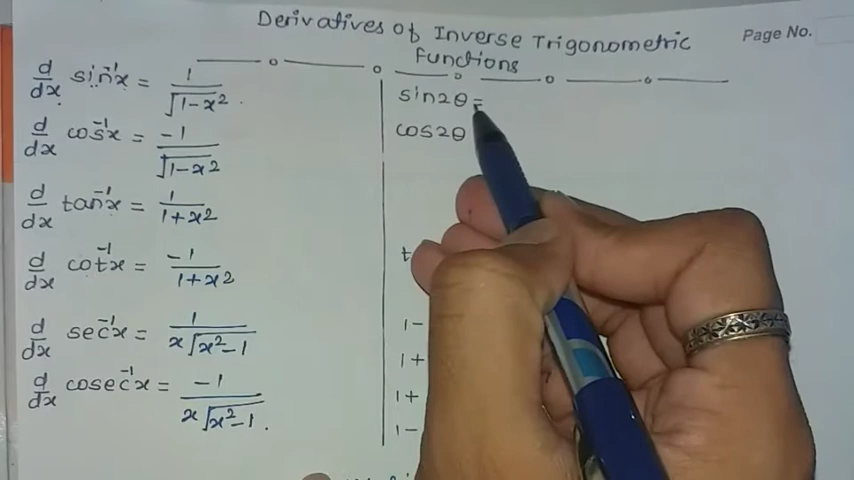 Derivatives of Inverse Trigonometric
Functions
Page No.
d/dx sin⁻¹x = 1/√(1-x²)
d/dx cos⁻¹x = -1/√(1-x²)
d/dx tan⁻¹x = 1/(1+x²)
d/dx cot⁻¹x = -1/(1+x²)
d/dx sec⁻¹x = 1/(x√(x²-1))
d/dx cosec⁻¹x = -1/(x√(x²-1)).
sin2θ =
cos2θ
t
1-
1+
1+
1-